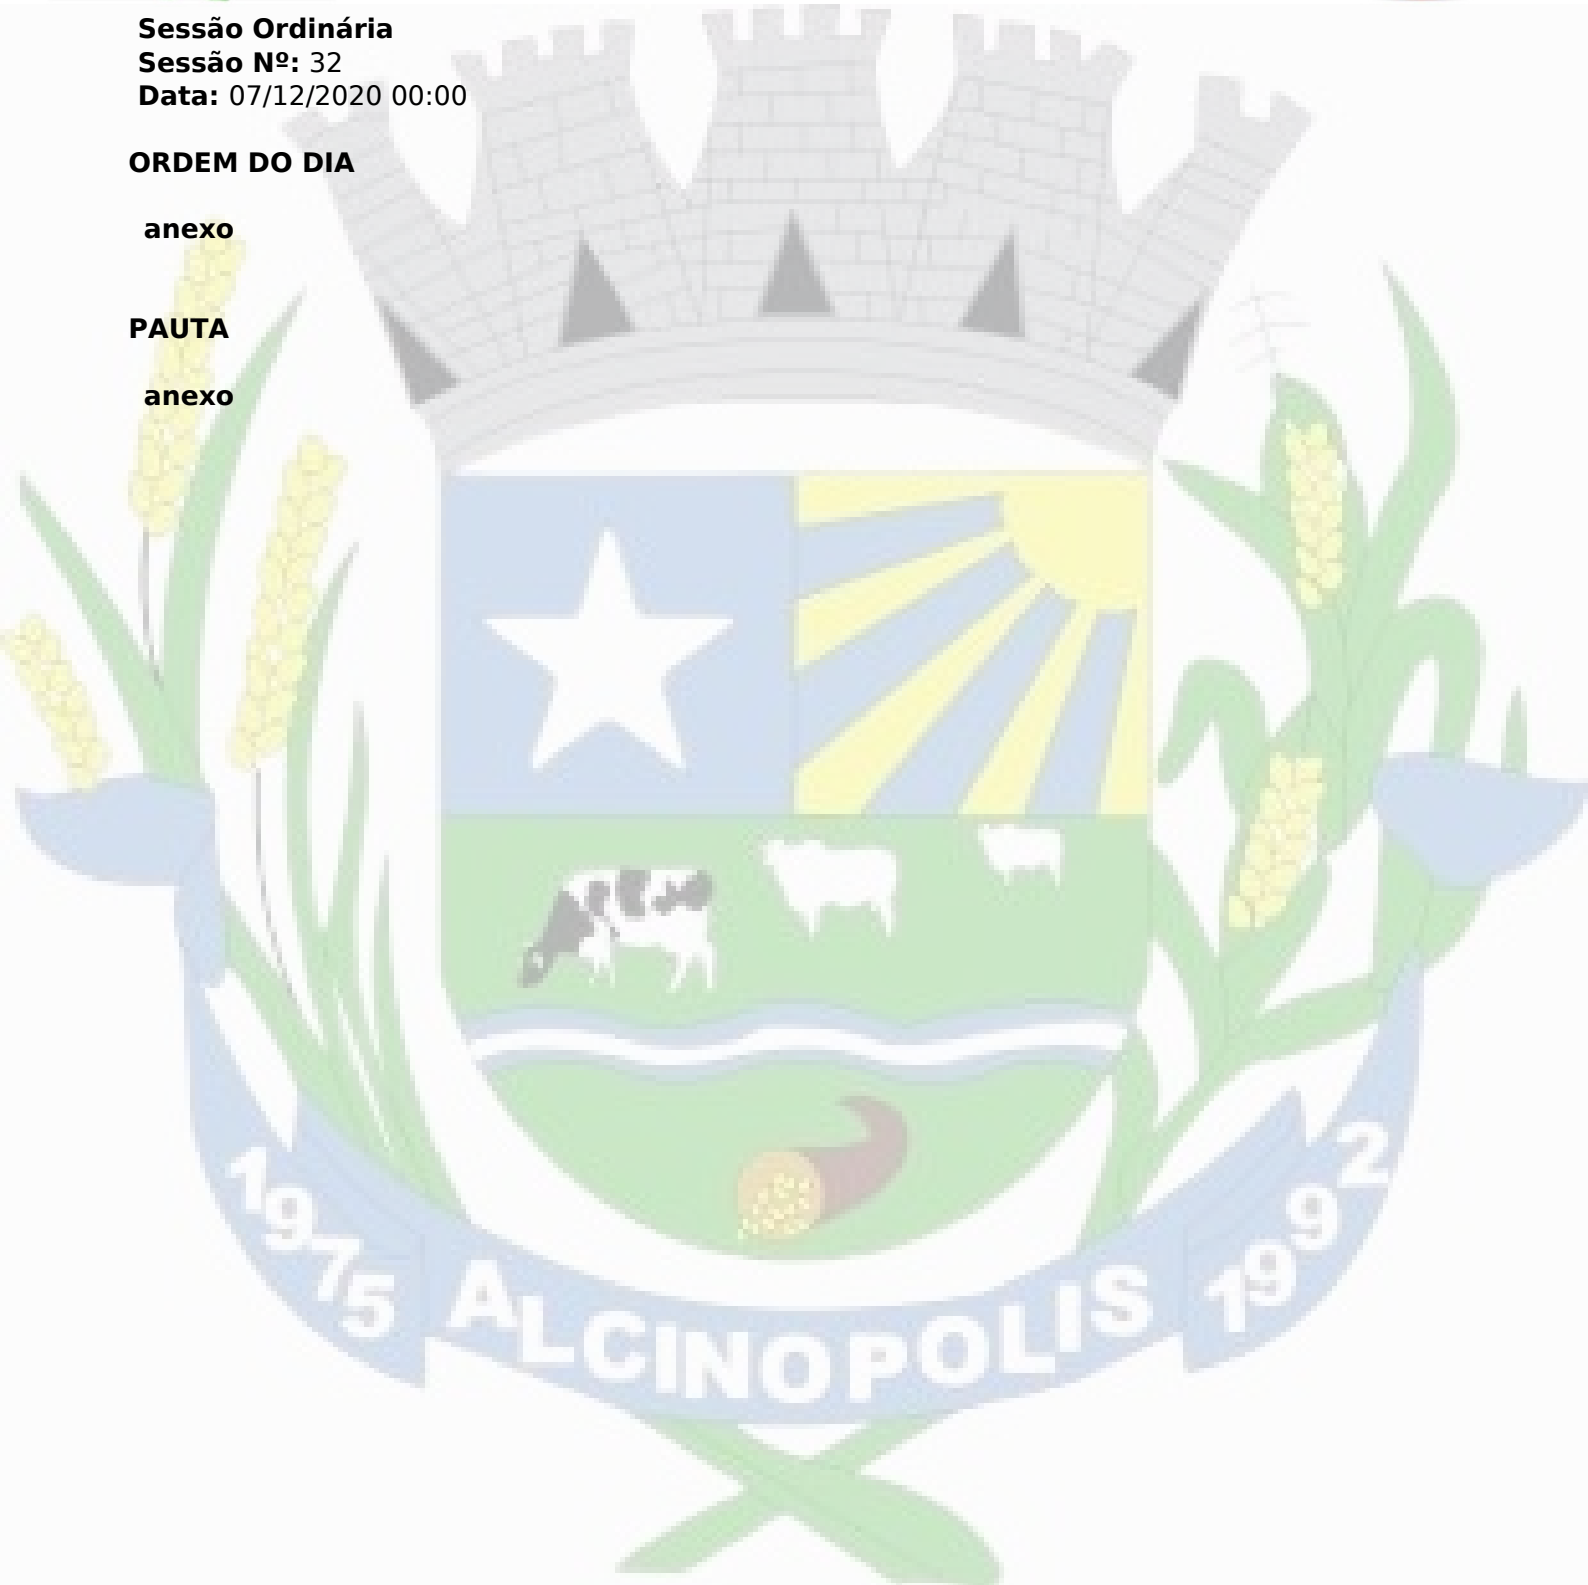 Sessão Ordinária
Sessão Nº: 32
Data: 07/12/2020 00:00
ORDEM DO DIA
anexo
PAUTA
anexo
1975 ALCINOPOLIS 1992